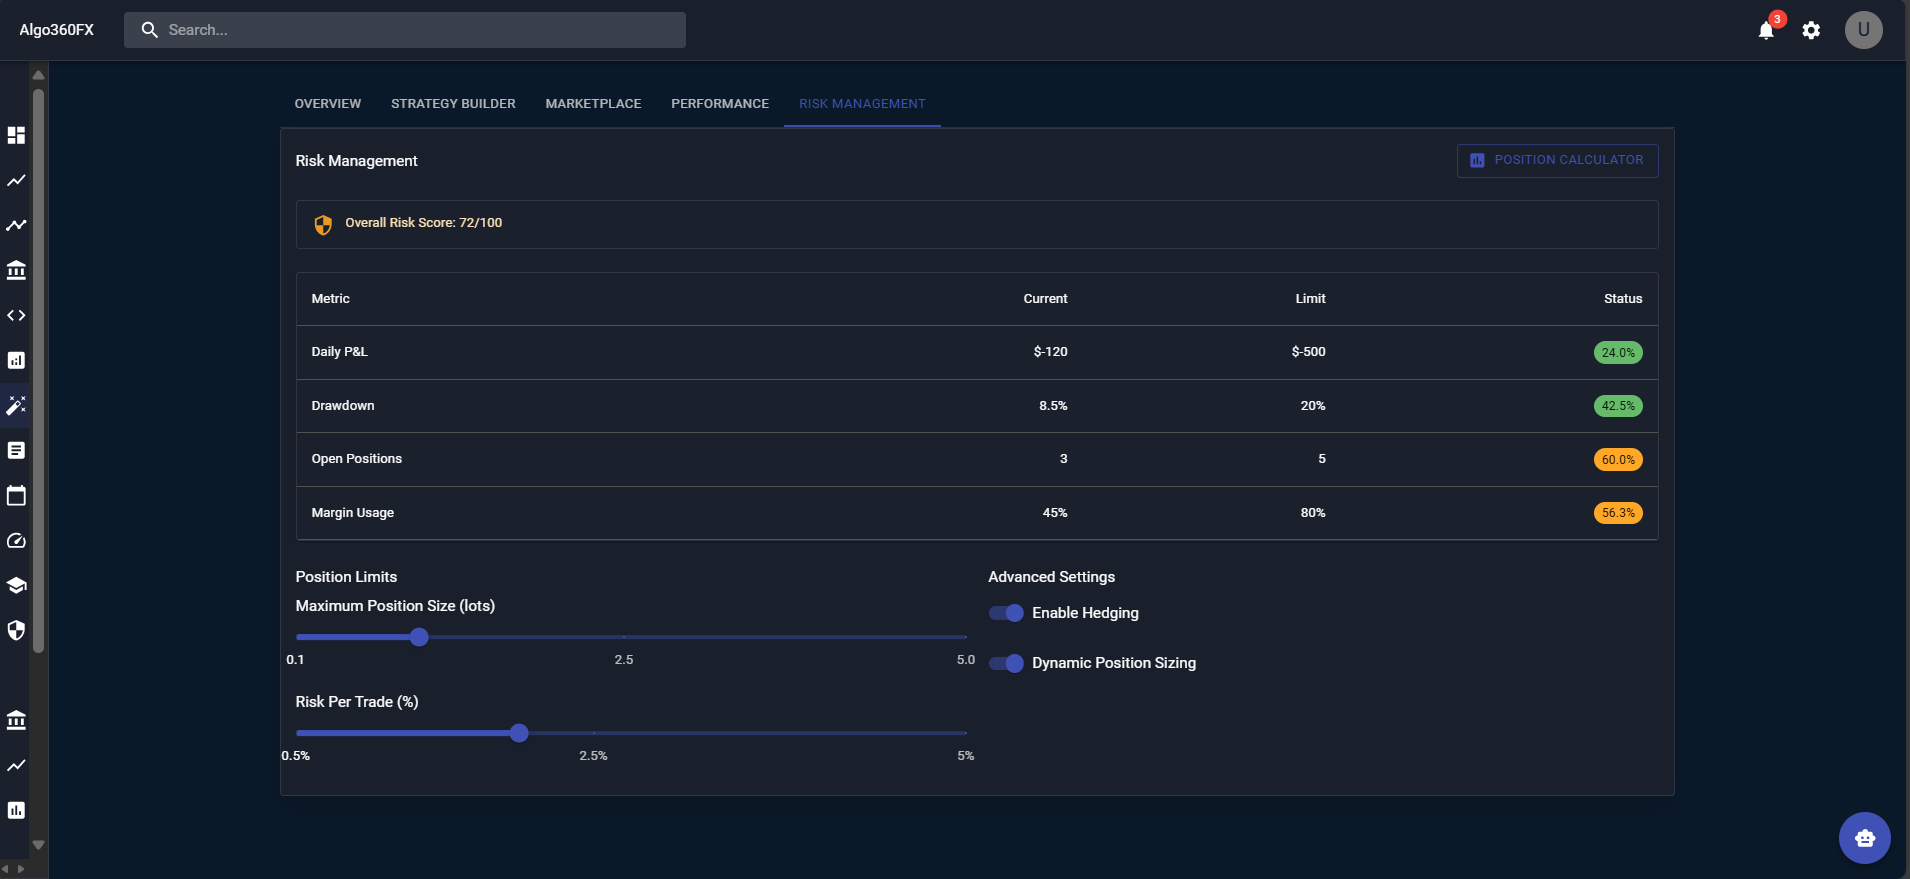 Algo360FX
Search...
3
U
OVERVIEW STRATEGY BUILDER MARKETPLACE PERFORMANCE RISK MANAGEMENT
Risk Management
POSITION CALCULATOR
Overall Risk Score: 72/100
Metric Current Limit Status
Daily P&L $-120 $-500 24.0%
Drawdown 8.5% 20% 42.5%
Open Positions 3 5 60.0%
Margin Usage 45% 80% 56.3%
Position Limits
Maximum Position Size (lots)
0.1 2.5 5.0
Risk Per Trade (%)
0.5% 2.5% 5%
Advanced Settings
Enable Hedging
Dynamic Position Sizing